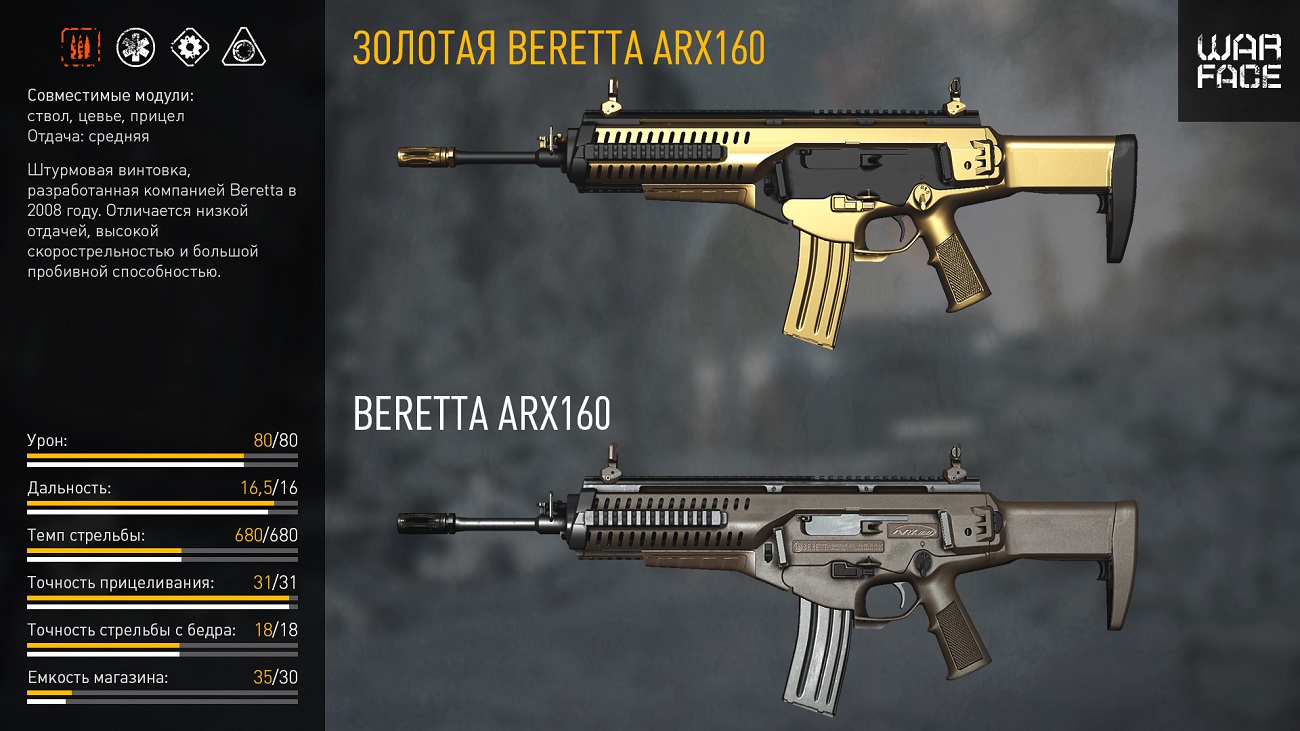 ЗОЛОТАЯ BERETTA ARX160
WAR
FACE
Совместимые модули:
ствол, цевье, прицел
Отдача: средняя
Штурмовая винтовка,
разработанная компанией Beretta в
2008 году. Отличается низкой
отдачей, высокой
скорострельностью и большой
пробивной способностью.
BERETTA ARX160
Урон: 80/80
Дальность: 16,5/16
Темп стрельбы: 680/680
Точность прицеливания: 31/31
Точность стрельбы с бедра: 18/18
Емкость магазина: 35/30